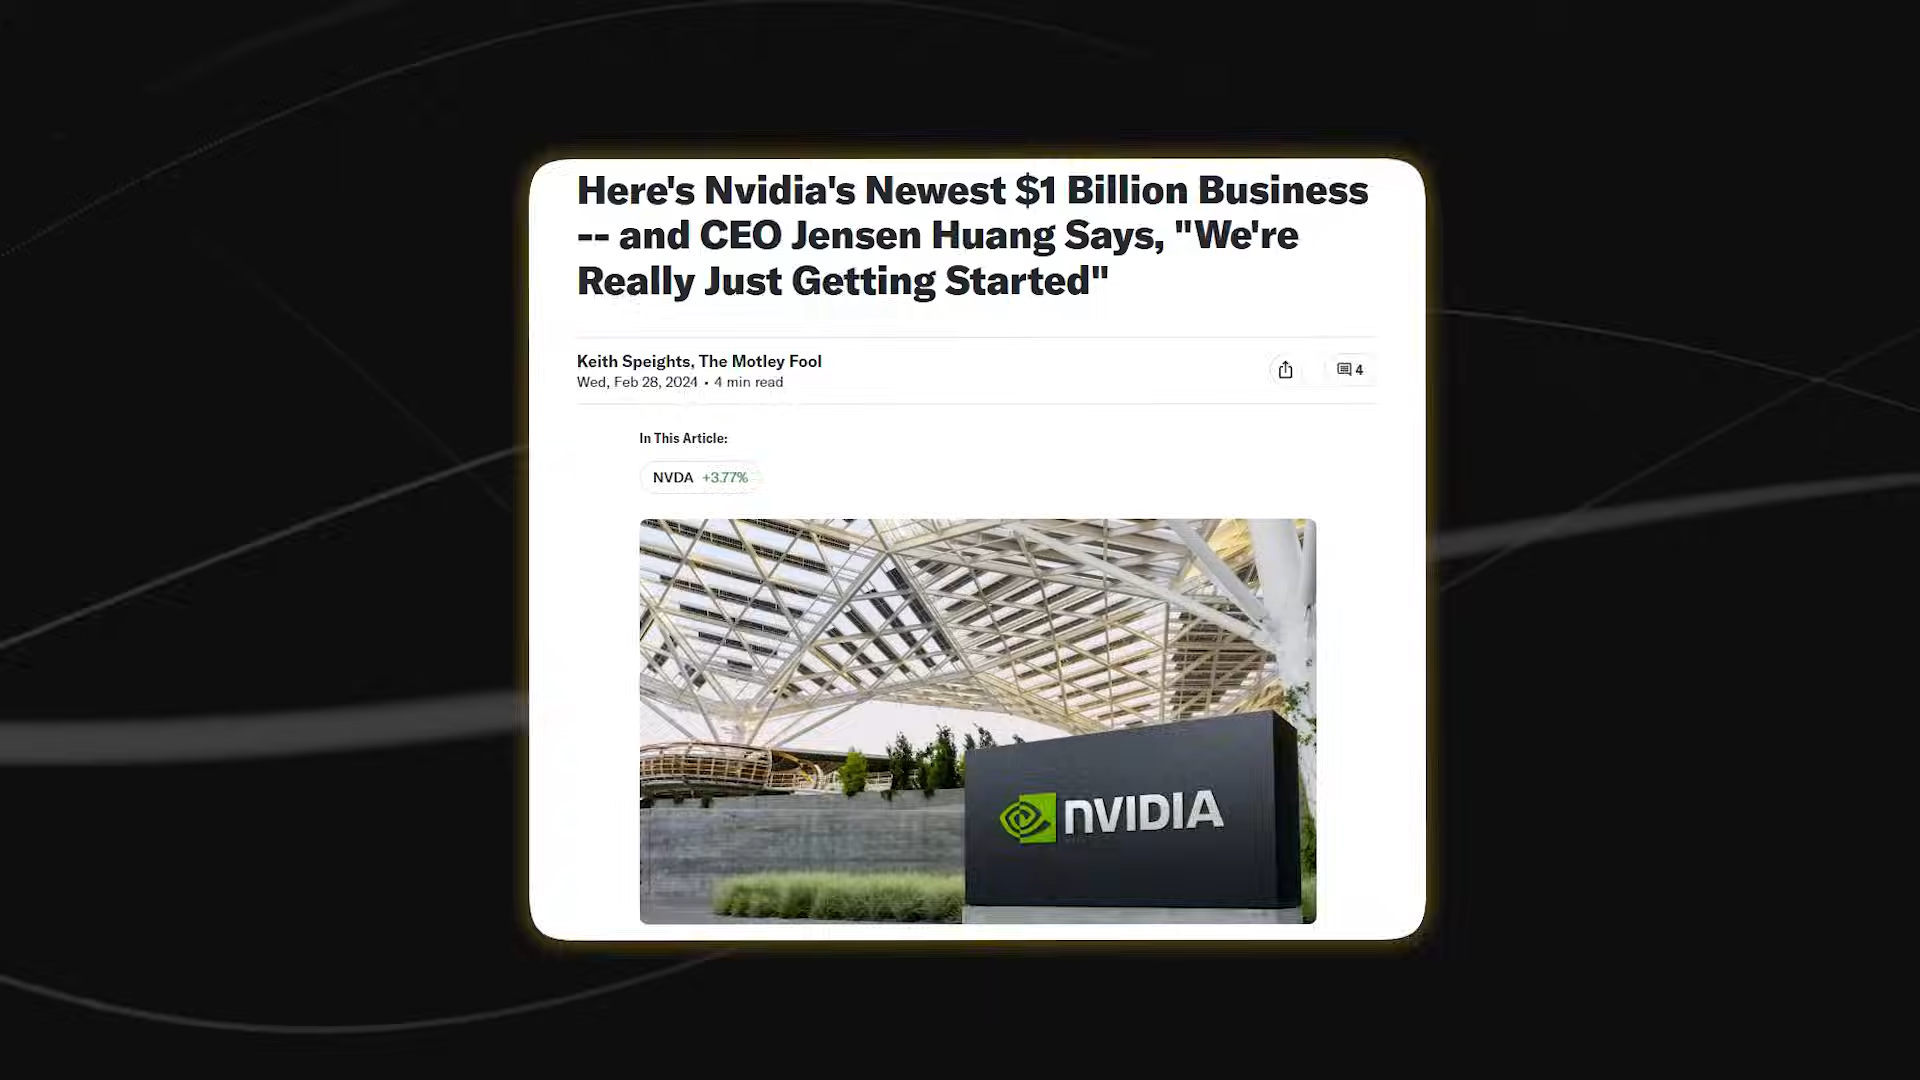 Here's Nvidia's Newest $1 Billion Business
-- and CEO Jensen Huang Says, "We're
Really Just Getting Started"
Keith Speights, The Motley Fool
Wed, Feb 28, 2024 • 4 min read
4
In This Article:
NVDA +3.77%
NVIDIA